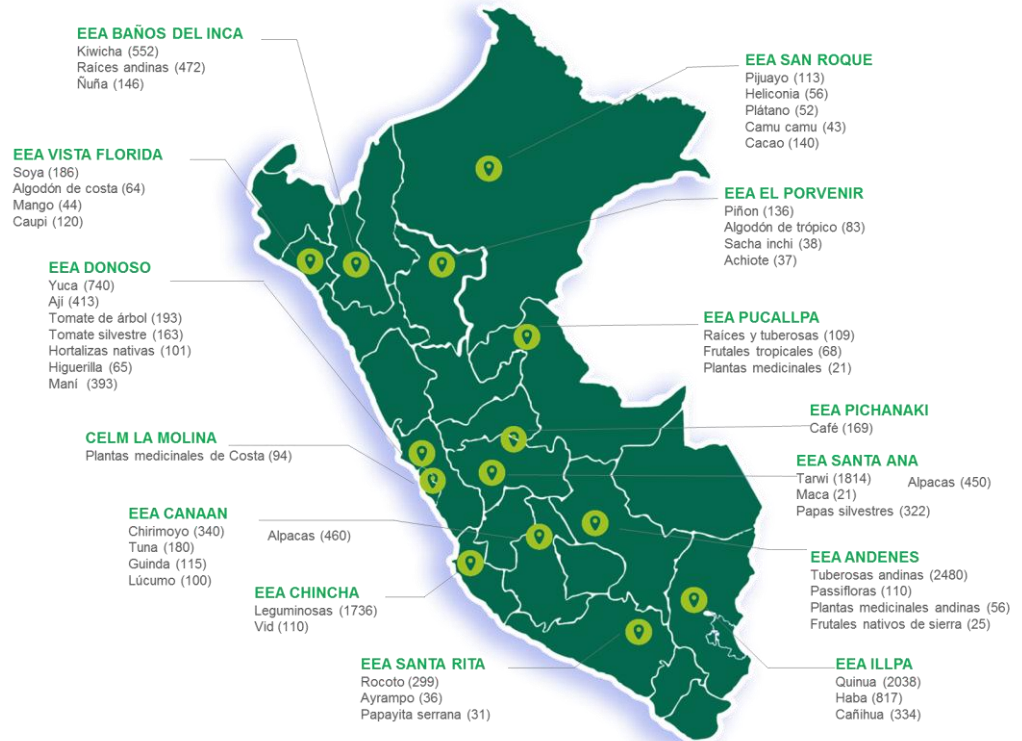 EEA BAÑOS DEL INCA
Kiwicha (552)
Raíces andinas (472)
Ñuña (146)
EEA SAN ROQUE
Pijuayo (113)
Heliconia (56)
Plátano (52)
Camu camu (43)
Cacao (140)
EEA VISTA FLORIDA
Soya (186)
Algodón de costa (64)
Mango (44)
Caupi (120)
EEA EL PORVENIR
Piñon (136)
Algodón de trópico (83)
Sacha inchi (38)
Achiote (37)
EEA DONOSO
Yuca (740)
Ají (413)
Tomate de árbol (193)
Tomate silvestre (163)
Hortalizas nativas (101)
Higuerilla (65)
Maní (393)
EEA PUCALLPA
Raíces y tuberosas (109)
Frutales tropicales (68)
Plantas medicinales (21)
EEA PICHANAKI
Café (169)
CELM LA MOLINA
Plantas medicinales de Costa (94)
EEA SANTA ANA
Tarwi (1814)
Maca (21)
Papas silvestres (322)
Alpacas (450)
EEA CANAAN
Chirimoyo (340)
Tuna (180)
Guinda (115)
Lúcumo (100)
Alpacas (460)
EEA ANDENES
Tuberosas andinas (2480)
Passifloras (110)
Plantas medicinales andinas (56)
Frutales nativos de sierra (25)
EEA CHINCHA
Leguminosas (1736)
Vid (110)
EEA SANTA RITA
Rocoto (299)
Ayrampo (36)
Papayita serrana (31)
EEA ILLPA
Quinua (2038)
Haba (817)
Cañihua (334)